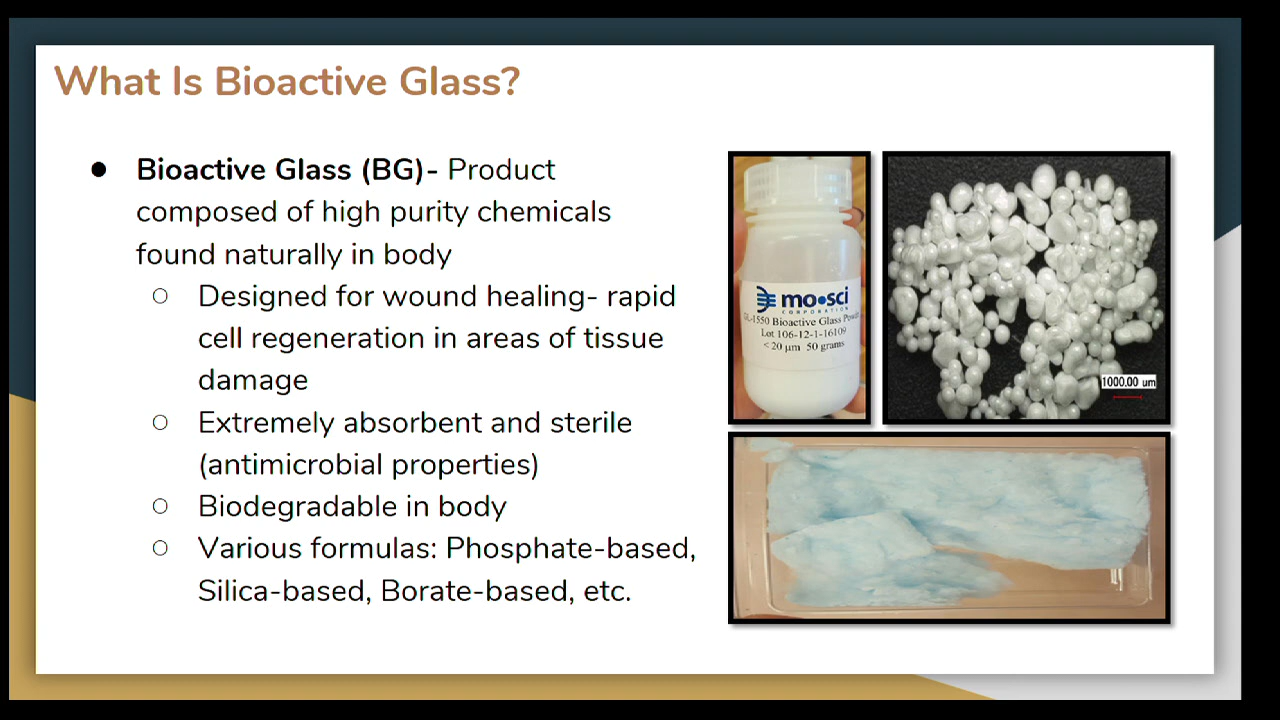 What Is Bioactive Glass?
● Bioactive Glass (BG)- Product
composed of high purity chemicals
found naturally in body
○ Designed for wound healing- rapid
cell regeneration in areas of tissue
damage
○ Extremely absorbent and sterile
(antimicrobial properties)
○ Biodegradable in body
○ Various formulas: Phosphate-based,
Silica-based, Borate-based, etc.
mo•sci
CORPORATION
GL-1550 Bioactive Glass Powder
Lot 106-12-1-16109
< 20 µm 50 grams
1000.00 um